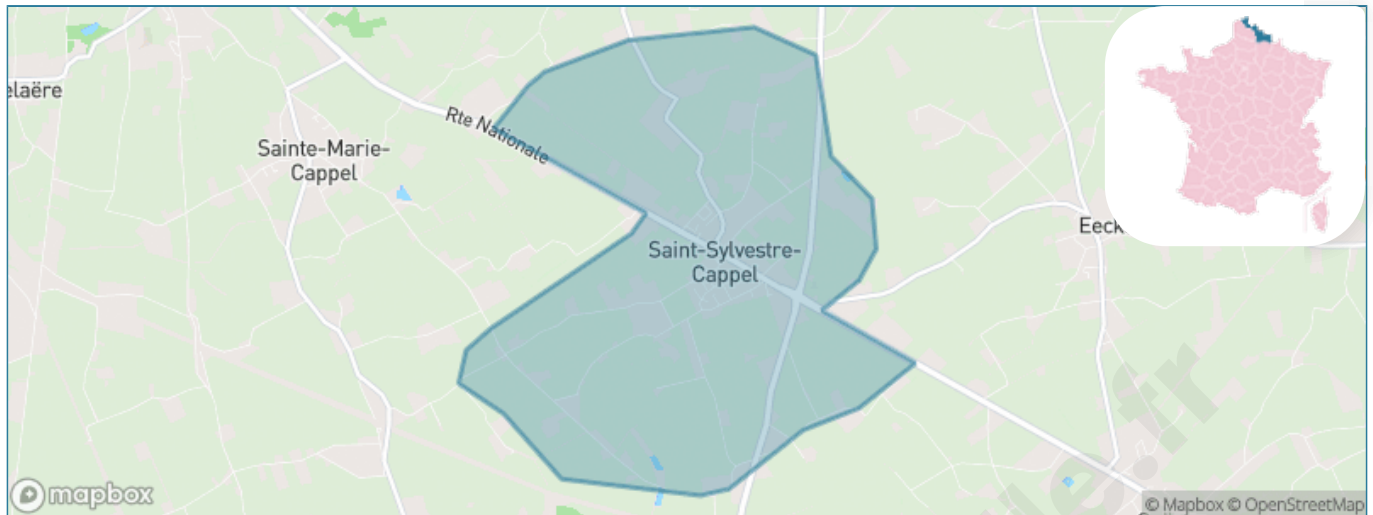 elaëre
Rte Nationale
Sainte-Marie-
Cappel
Saint-Sylvestre-
Cappel
Eeck
mapbox
© Mapbox © OpenStreetMap